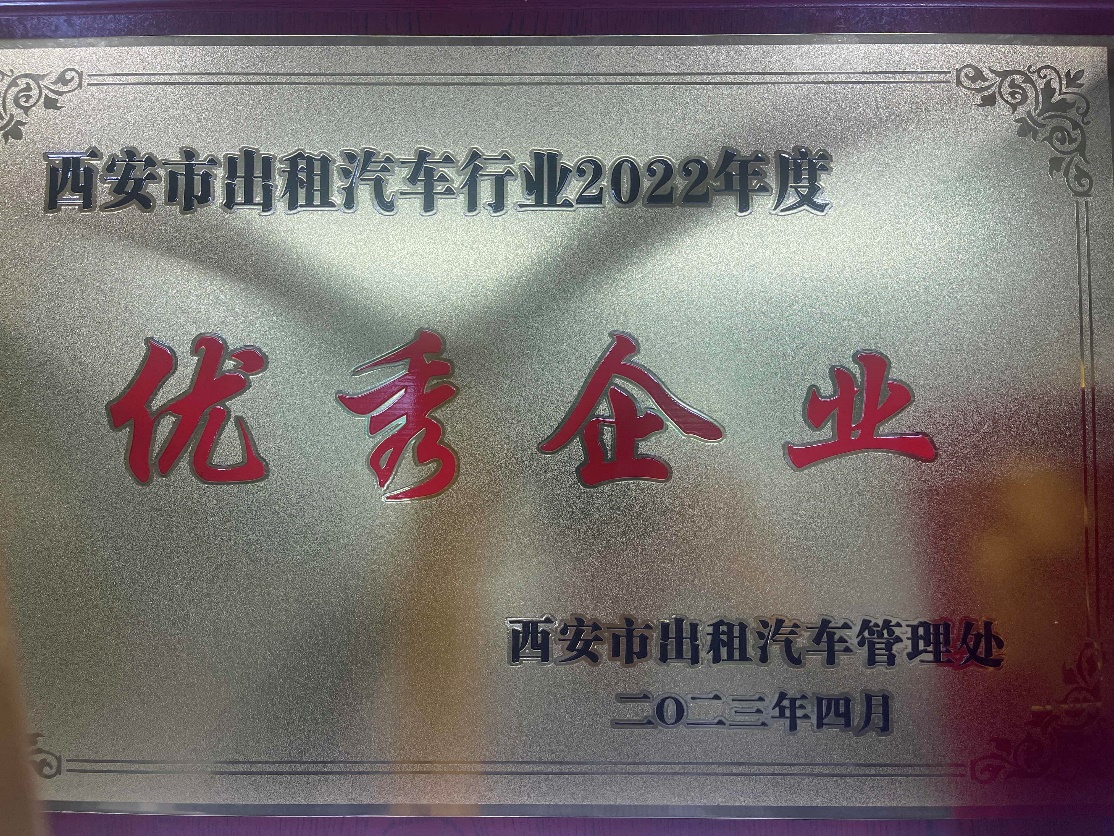 西安市出租汽车行业2022年度
优秀企业
西安市出租汽车管理处
二〇二三年四月